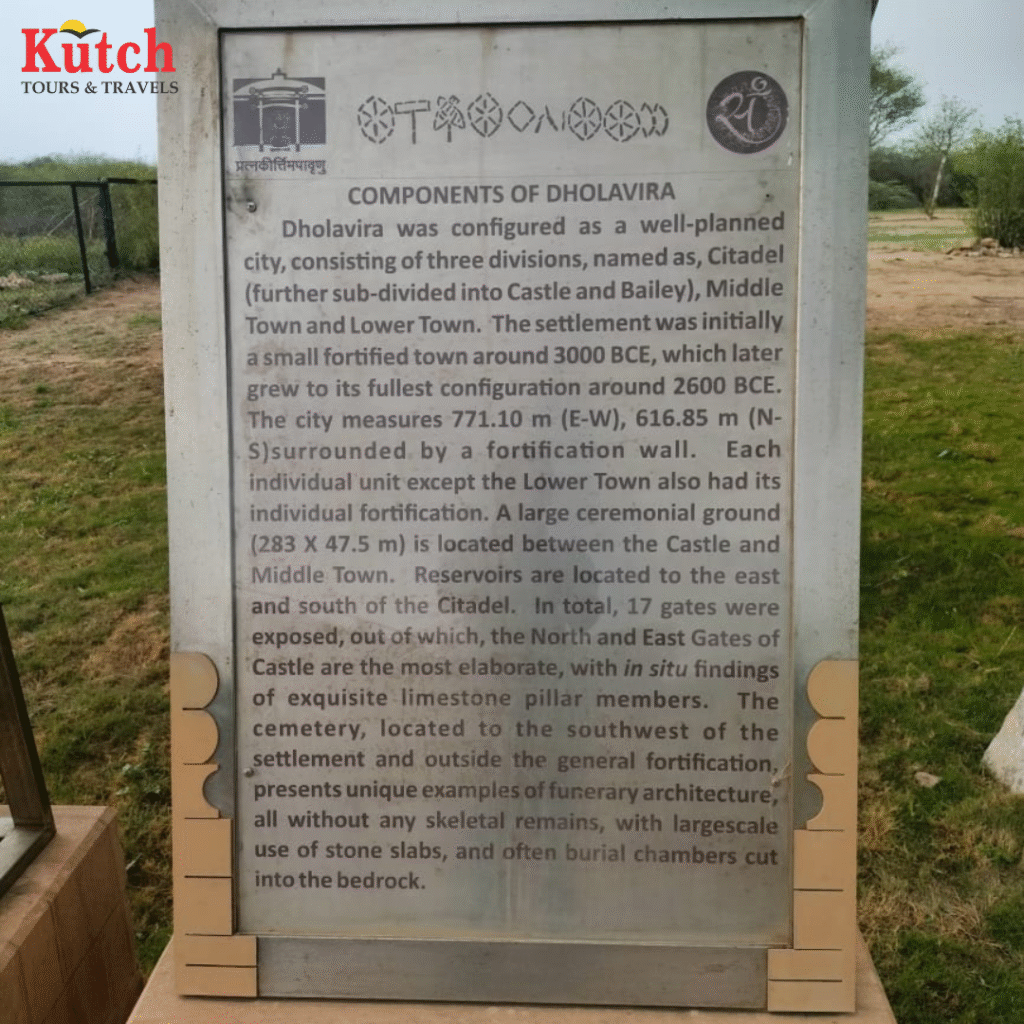 Kutch
TOURS & TRAVELS
प्रत्नकीर्तिमपावृणु
COMPONENTS OF DHOLAVIRA
Dholavira was configured as a well-planned
city, consisting of three divisions, named as, Citadel
(further sub-divided into Castle and Bailey), Middle
Town and Lower Town. The settlement was initially
a small fortified town around 3000 BCE, which later
grew to its fullest configuration around 2600 BCE.
The city measures 771.10 m (E-W), 616.85 m (N-
S)surrounded by a fortification wall. Each
individual unit except the Lower Town also had its
individual fortification. A large ceremonial ground
(283 X 47.5 m) is located between the Castle and
Middle Town. Reservoirs are located to the east
and south of the Citadel. In total, 17 gates were
exposed, out of which, the North and East Gates of
Castle are the most elaborate, with in situ findings
of exquisite limestone pillar members. The
cemetery, located to the southwest of the
settlement and outside the general fortification,
presents unique examples of funerary architecture,
all without any skeletal remains, with largescale
use of stone slabs, and often burial chambers cut
into the bedrock.